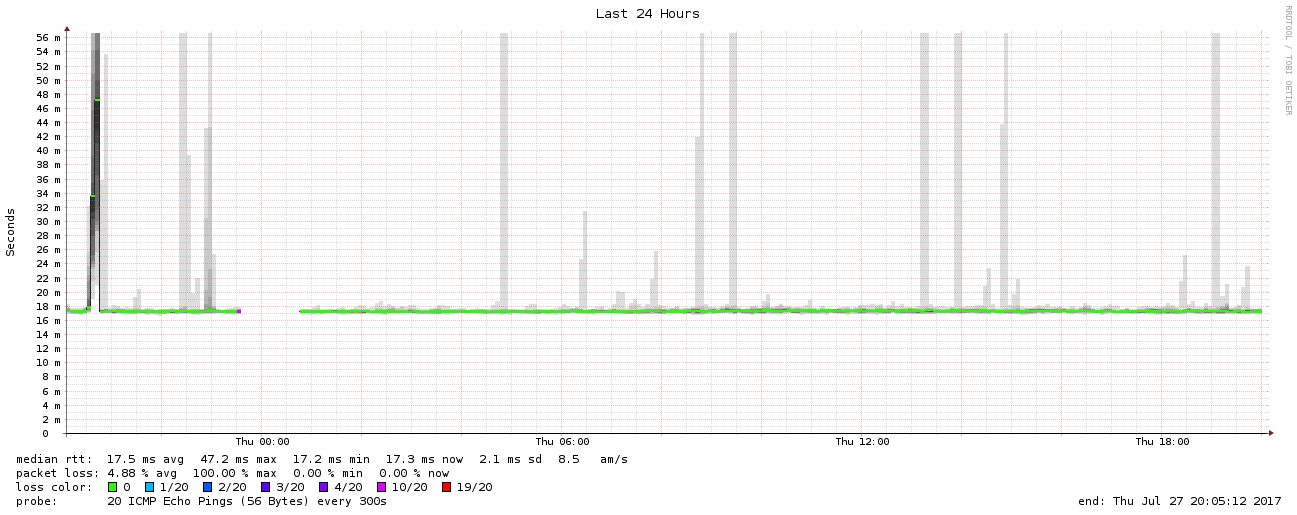 Last 24 Hours
RRDTOOL / TOBI OETIKER
Seconds
56 m
54 m
52 m
50 m
48 m
46 m
44 m
42 m
40 m
38 m
36 m
34 m
32 m
30 m
28 m
26 m
24 m
22 m
20 m
18 m
16 m
14 m
12 m
10 m
8 m
6 m
4 m
2 m
0
Thu 00:00 Thu 06:00 Thu 12:00 Thu 18:00
median rtt: 17.5 ms avg 47.2 ms max 17.2 ms min 17.3 ms now 2.1 ms sd 8.5 am/s
packet loss: 4.88 % avg 100.00 % max 0.00 % min 0.00 % now
loss color: 0 1/20 2/20 3/20 4/20 10/20 19/20
probe: 20 ICMP Echo Pings (56 Bytes) every 300s end: Thu Jul 27 20:05:12 2017